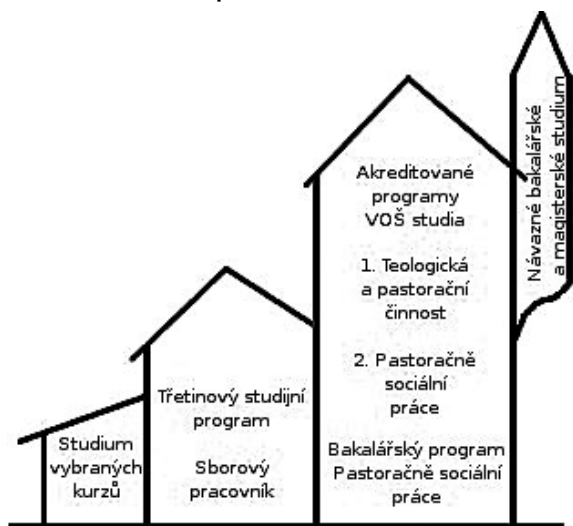 Studium
vybraných
kurzů
Třetinový studijní
program
Sborový
pracovník
Akreditované
programy
VOŠ studia
1. Teologická
a pastorační
činnost
2. Pastoračně
sociální
práce
Bakalářský program
Pastoračně sociální
práce
Návazné bakalářské
a magisterské studium